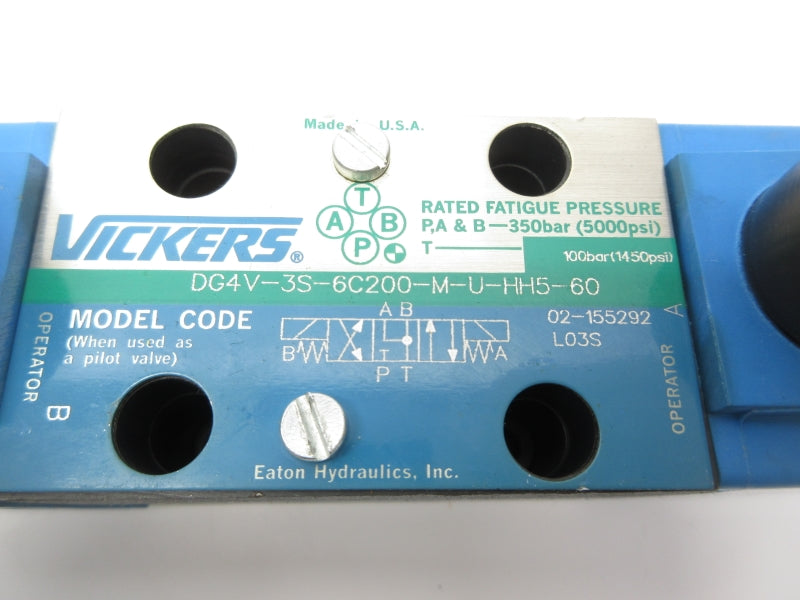 Made U.S.A.
T
A B
P
VICKERS®
RATED FATIGUE PRESSURE
P,A & B—350bar (5000psi)
T— 100bar(1450psi)
DG4V-3S-6C200-M-U-HH5-60
MODEL CODE
(When used as
a pilot valve)
A B
B T A
P T
02-155292
L03S
OPERATOR B
OPERATOR A
Eaton Hydraulics, Inc.